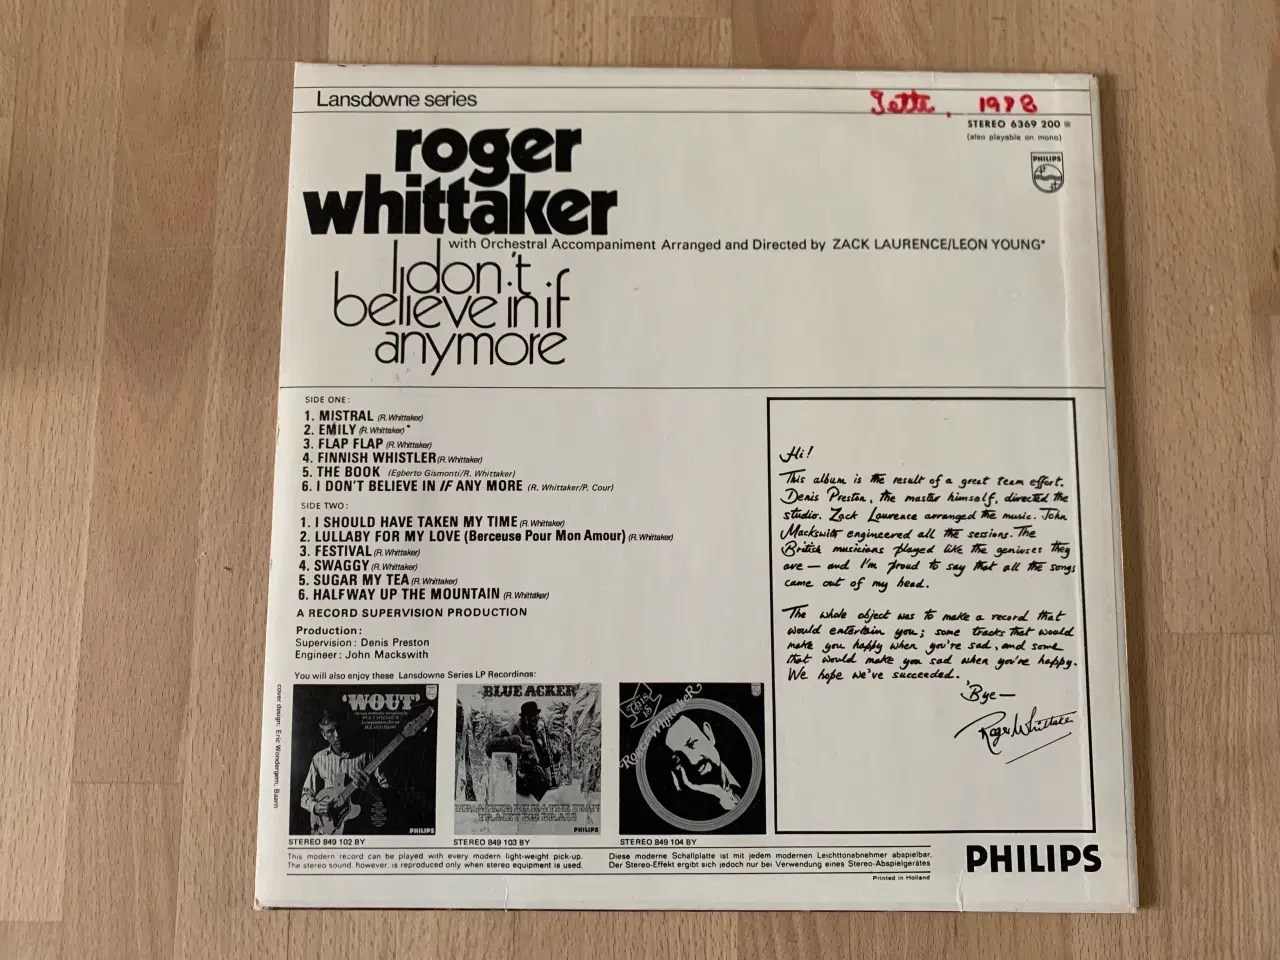 Lansdowne series
Jette, 1978
STEREO 6369 200
(also playable on mono)
PHILIPS
roger
whittaker
with Orchestral Accompaniment Arranged and Directed by ZACK LAURENCE/LEON YOUNG*
I don't
believe in if
anymore
SIDE ONE:
1. MISTRAL (R. Whittaker)
2. EMILY (R. Whittaker)*
3. FLAP FLAP (R. Whittaker)
4. FINNISH WHISTLER (R. Whittaker)
5. THE BOOK (Egberto Gismonti/R. Whittaker)
6. I DON'T BELIEVE IN IF ANY MORE (R. Whittaker/P. Cour)
SIDE TWO:
1. I SHOULD HAVE TAKEN MY TIME (R. Whittaker)
2. LULLABY FOR MY LOVE (Berceuse Pour Mon Amour) (R. Whittaker)
3. FESTIVAL (R. Whittaker)
4. SWAGGY (R. Whittaker)
5. SUGAR MY TEA (R. Whittaker)
6. HALFWAY UP THE MOUNTAIN (R. Whittaker)
A RECORD SUPERVISION PRODUCTION
Production:
Supervision: Denis Preston
Engineer: John Mackswith
You will also enjoy these Lansdowne Series LP Recordings:
cover design: Eric Wondergem, Baarn
'WOUT'
PHILIPS
STEREO 849 102 BY
BLUE ACKER
PHILIPS
STEREO 849 103 BY
This is
Roger Whittaker
STEREO 849 104 BY
Hi!
This album is the result of a great team effort.
Denis Preston, the master himself, directed the
studio. Zack Laurence arranged the music. John
Mackswith engineered all the sessions. The
British musicians played like the geniuses they
are — and I'm proud to say that all the songs
came out of my head.
The whole object was to make a record that
would entertain you; some tracks that would
make you happy when you're sad, and some
that would make you sad when you're happy.
We hope we've succeeded.
'Bye —
Roger Whittaker
This modern record can be played with every modern light-weight pick-up.
The stereo sound, however, is reproduced only when stereo equipment is used.
Diese moderne Schallplatte ist mit jedem modernen Leichttonabnehmer abspielbar.
Der Stereo-Effekt ergibt sich jedoch nur bei Verwendung eines Stereo-Abspielgerätes
Printed in Holland
PHILIPS